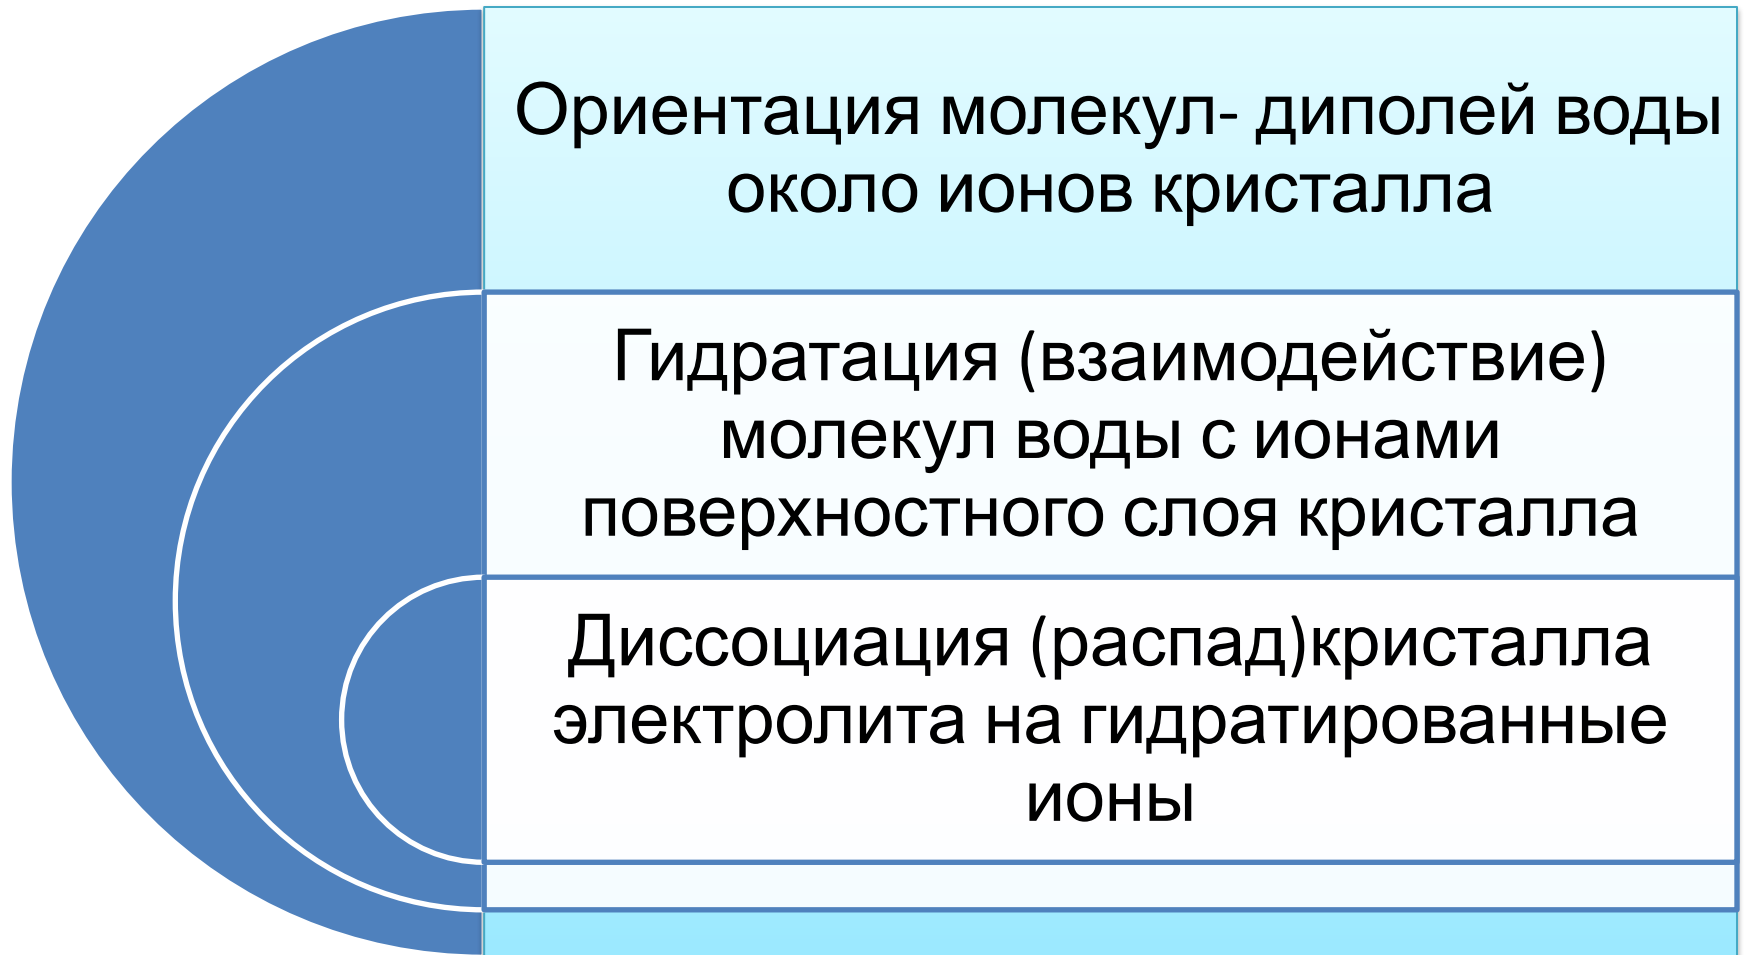 Ориентация молекул- диполей воды
около ионов кристалла
Гидратация (взаимодействие)
молекул воды с ионами
поверхностного слоя кристалла
Диссоциация (распад)кристалла
электролита на гидратированные
ионы